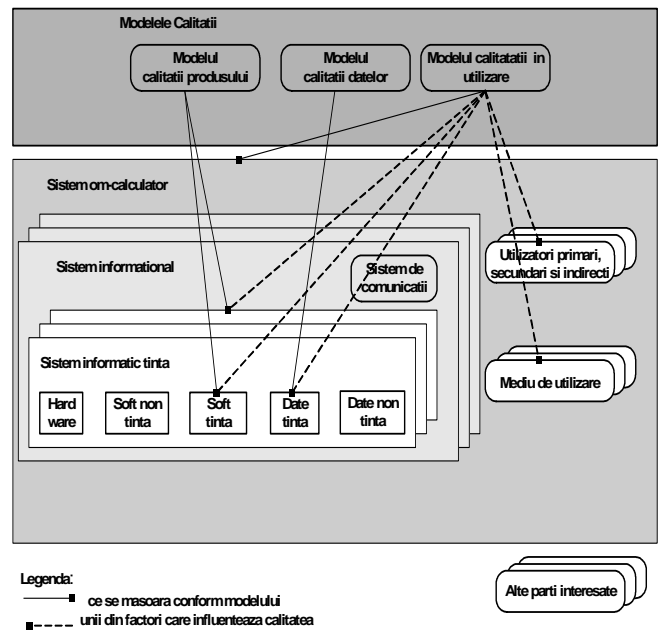 Modelele Calitatii
Modelul
calitatii produsului
Modelul
calitatii datelor
Modelul calitatatii in
utilizare
Sistem om-calculator
Sistem informational
Sistem de
comunicatii
Utilizatori primari,
secundari si indirecti
Sistem informatic tinta
Mediu de utilizare
Hard
ware
Soft non
tinta
Soft
tinta
Date
tinta
Date non
tinta
Legenda:
ce se masoara conform modelului
unii din factori care influenteaza calitatea
Alte parti interesate